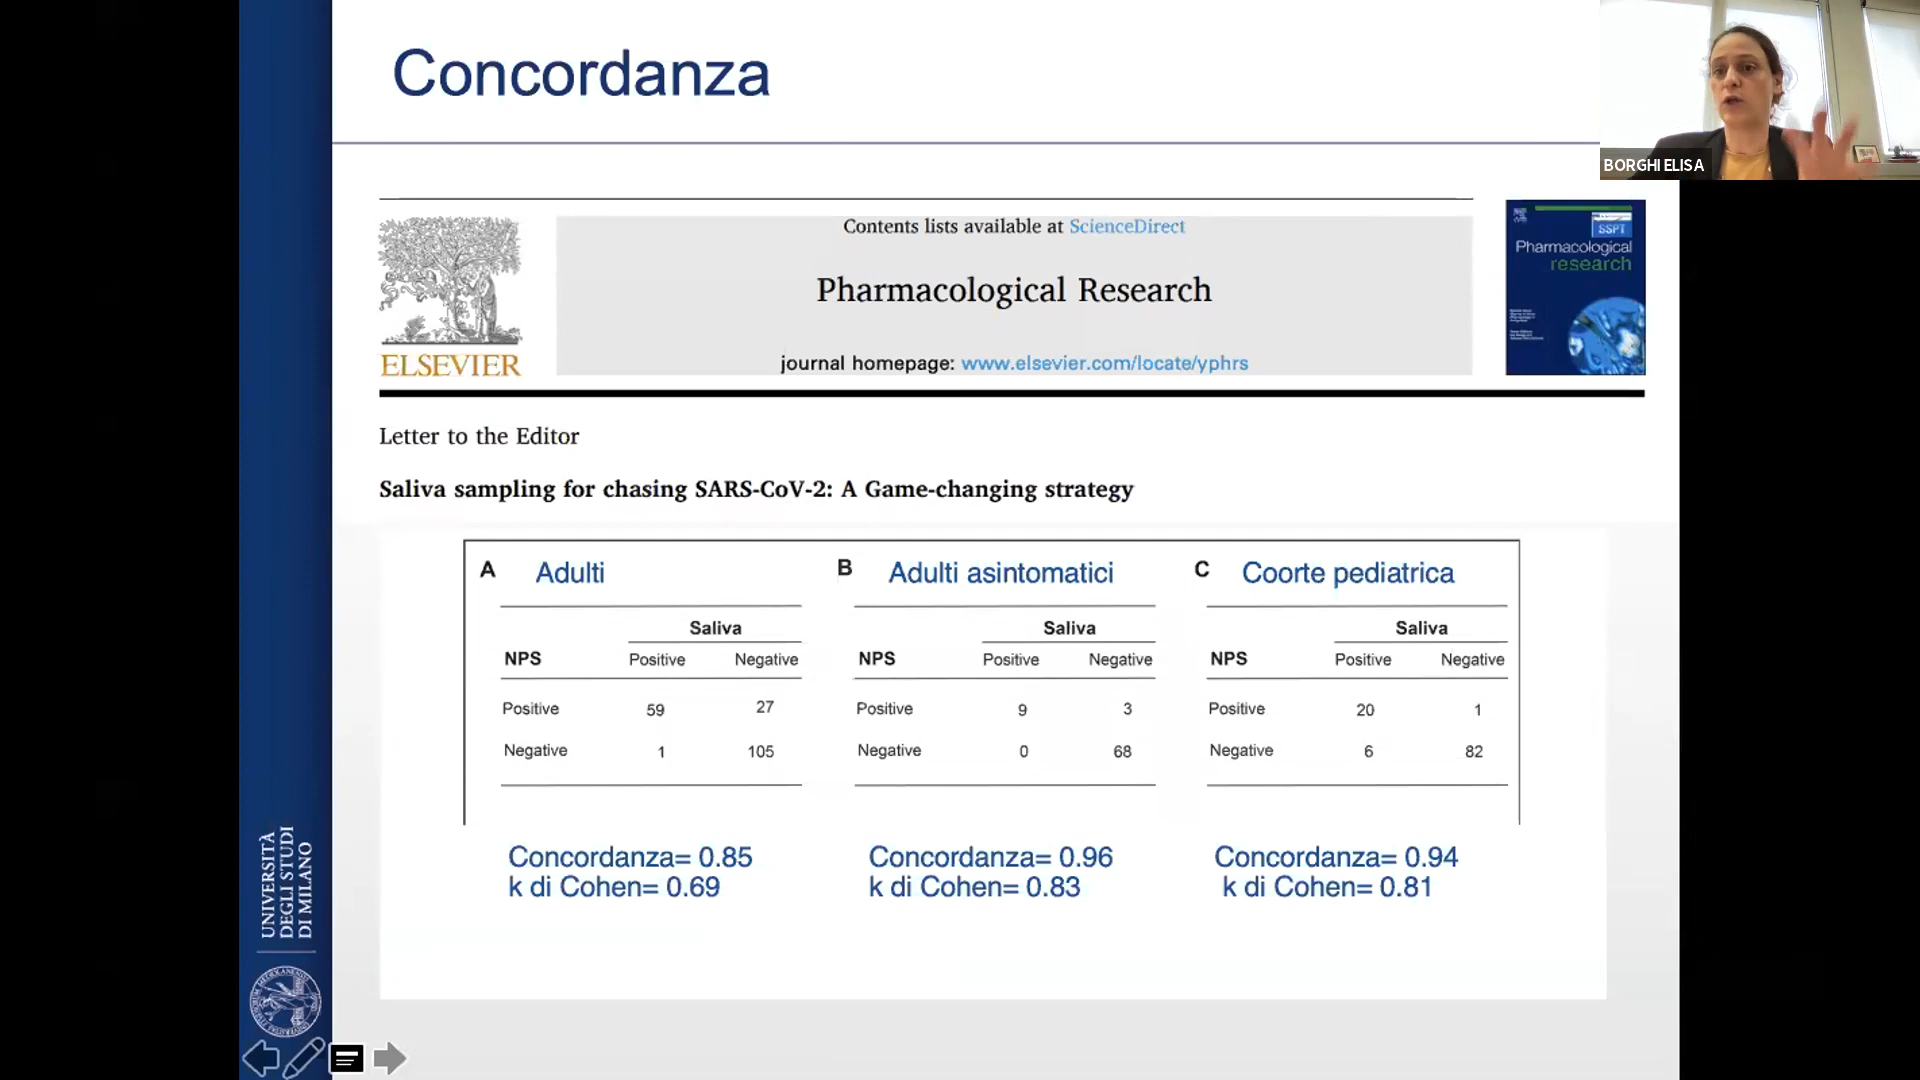 Concordanza
BORGHI ELISA
Contents lists available at ScienceDirect
SSPT
Pharmacological
research
Pharmacological Research
ELSEVIER
journal homepage: www.elsevier.com/locate/yphrs
Letter to the Editor
Saliva sampling for chasing SARS-CoV-2: A Game-changing strategy
A Adulti
Saliva
NPS Positive Negative
Positive 59 27
Negative 1 105
Concordanza= 0.85
k di Cohen= 0.69
B Adulti asintomatici
Saliva
NPS Positive Negative
Positive 9 3
Negative 0 68
Concordanza= 0.96
k di Cohen= 0.83
C Coorte pediatrica
Saliva
NPS Positive Negative
Positive 20 1
Negative 6 82
Concordanza= 0.94
k di Cohen= 0.81
UNIVERSITÀ
DEGLI STUDI
DI MILANO